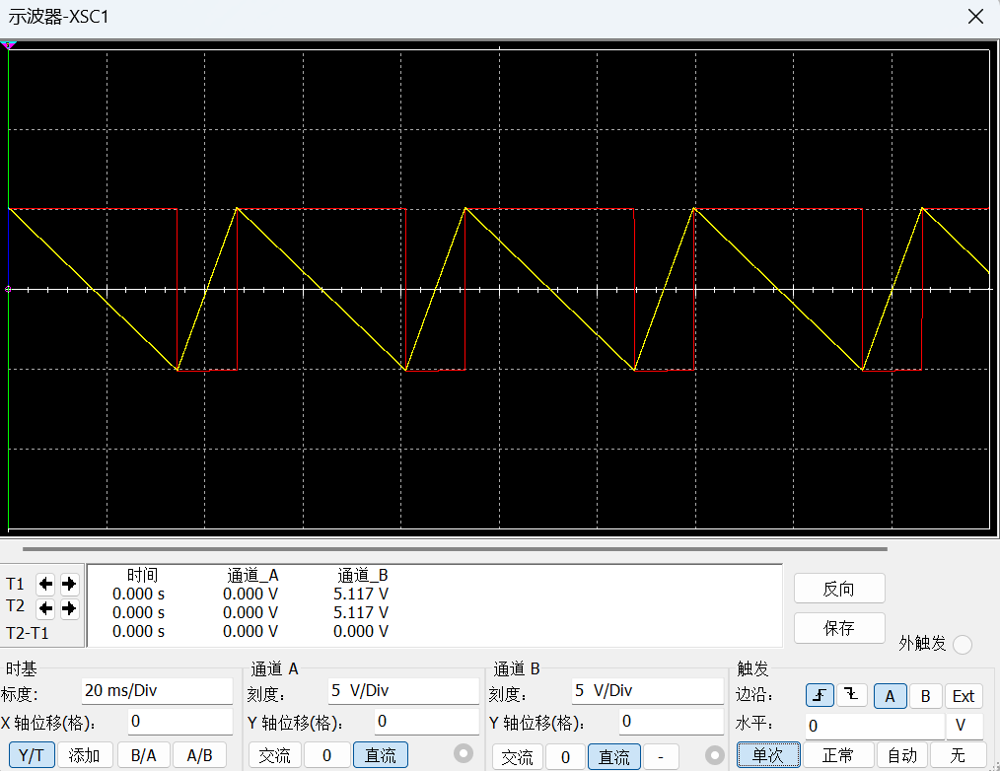 示波器-XSC1
时间 通道_A 通道_B
T1 0.000 s 0.000 V 5.117 V
T2 0.000 s 0.000 V 5.117 V
T2-T1 0.000 s 0.000 V 0.000 V
反向
保存
外触发
时基
标度: 20 ms/Div
X 轴位移(格): 0
Y/T 添加 B/A A/B
通道 A
刻度: 5 V/Div
Y 轴位移(格): 0
交流 0 直流
通道 B
刻度: 5 V/Div
Y 轴位移(格): 0
交流 0 直流 -
触发
边沿: A B Ext
水平: 0 V
单次 正常 自动 无